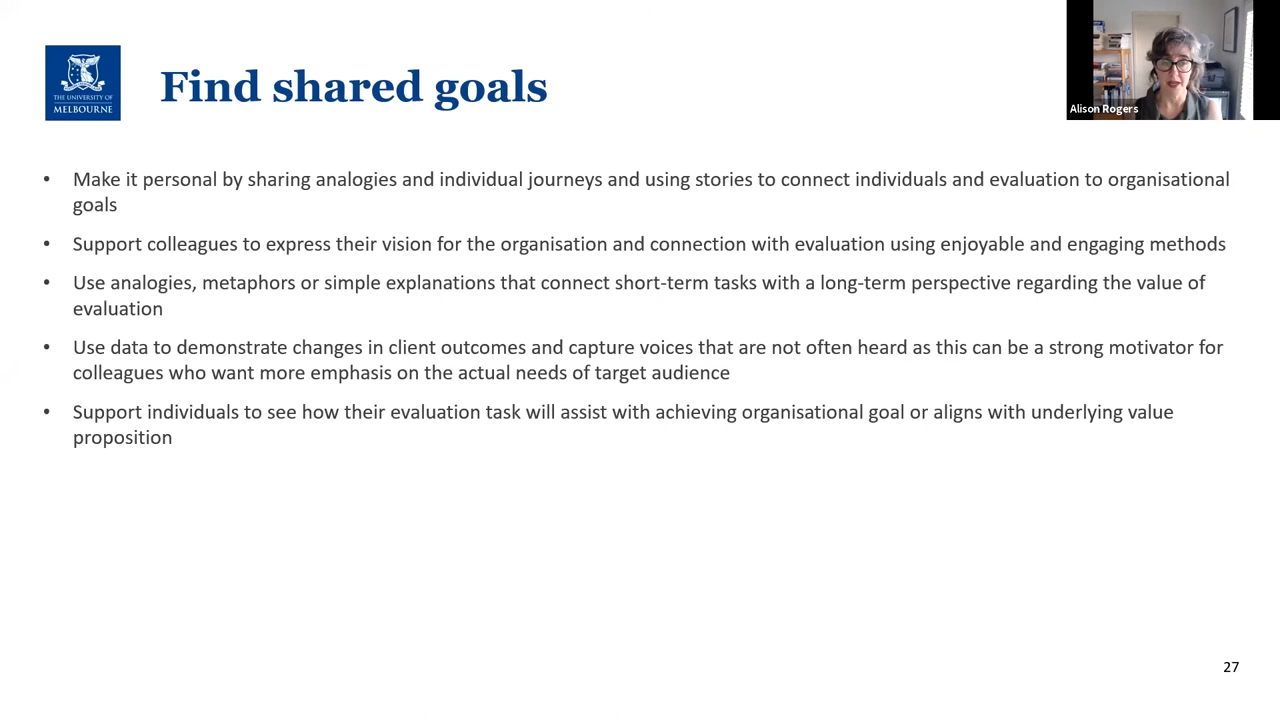 THE UNIVERSITY OF
MELBOURNE
Find shared goals
Alison Rogers
• Make it personal by sharing analogies and individual journeys and using stories to connect individuals and evaluation to organisational
goals
• Support colleagues to express their vision for the organisation and connection with evaluation using enjoyable and engaging methods
• Use analogies, metaphors or simple explanations that connect short-term tasks with a long-term perspective regarding the value of
evaluation
• Use data to demonstrate changes in client outcomes and capture voices that are not often heard as this can be a strong motivator for
colleagues who want more emphasis on the actual needs of target audience
• Support individuals to see how their evaluation task will assist with achieving organisational goal or aligns with underlying value
proposition
27